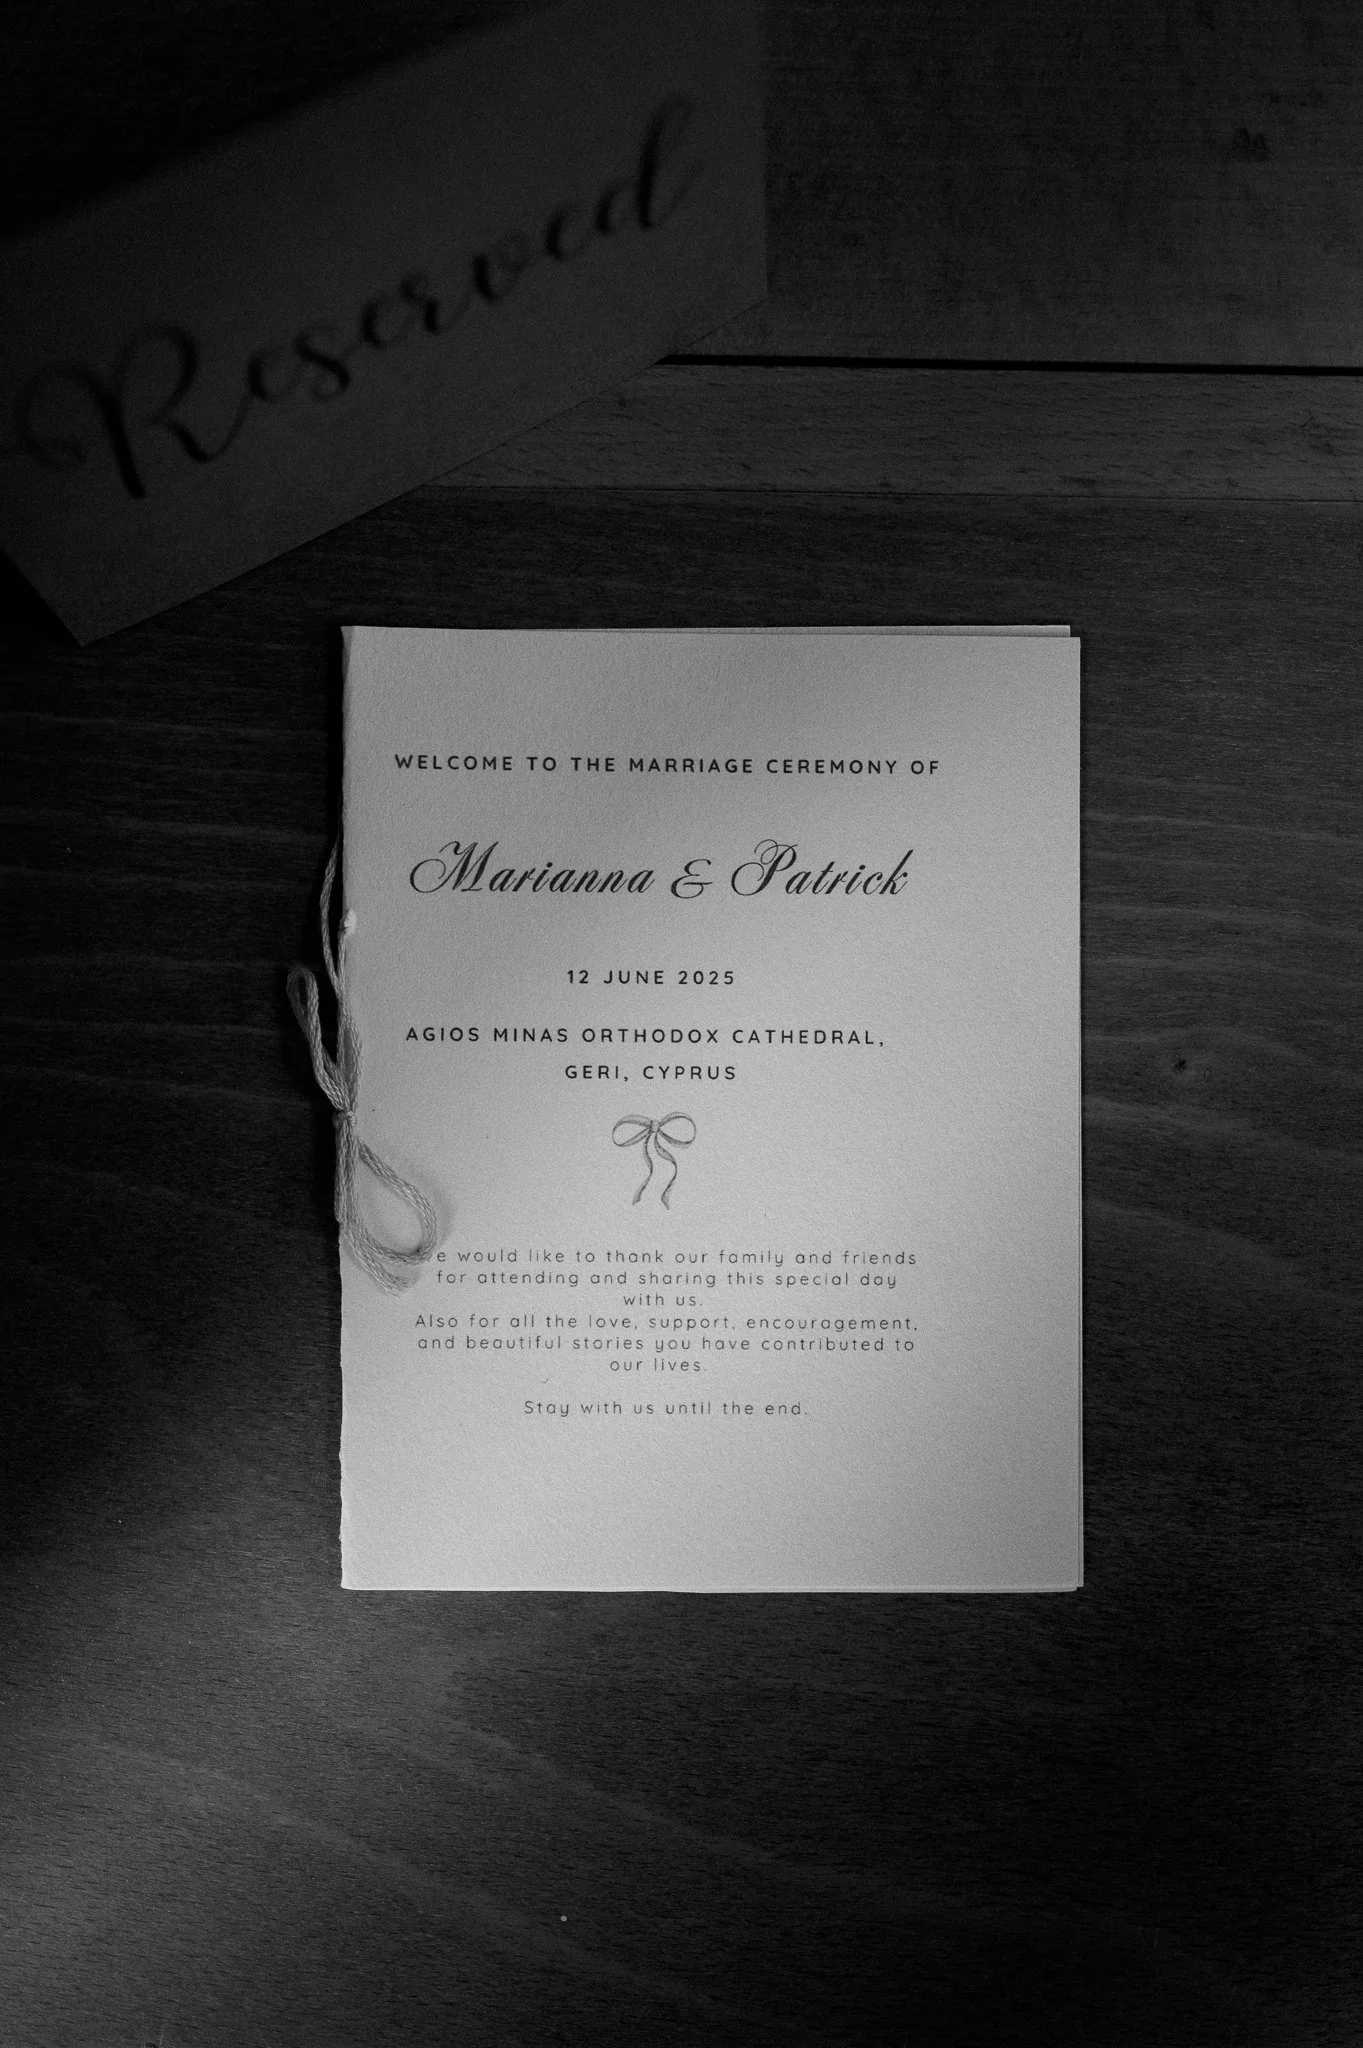 Reserved
WELCOME TO THE MARRIAGE CEREMONY OF
Marianna & Patrick
12 JUNE 2025
AGIOS MINAS ORTHODOX CATHEDRAL,
GERI, CYPRUS
would like to thank our family and friends
for attending and sharing this special day
with us.
Also for all the love, support, encouragement,
and beautiful stories you have contributed to
our lives.
Stay with us until the end.